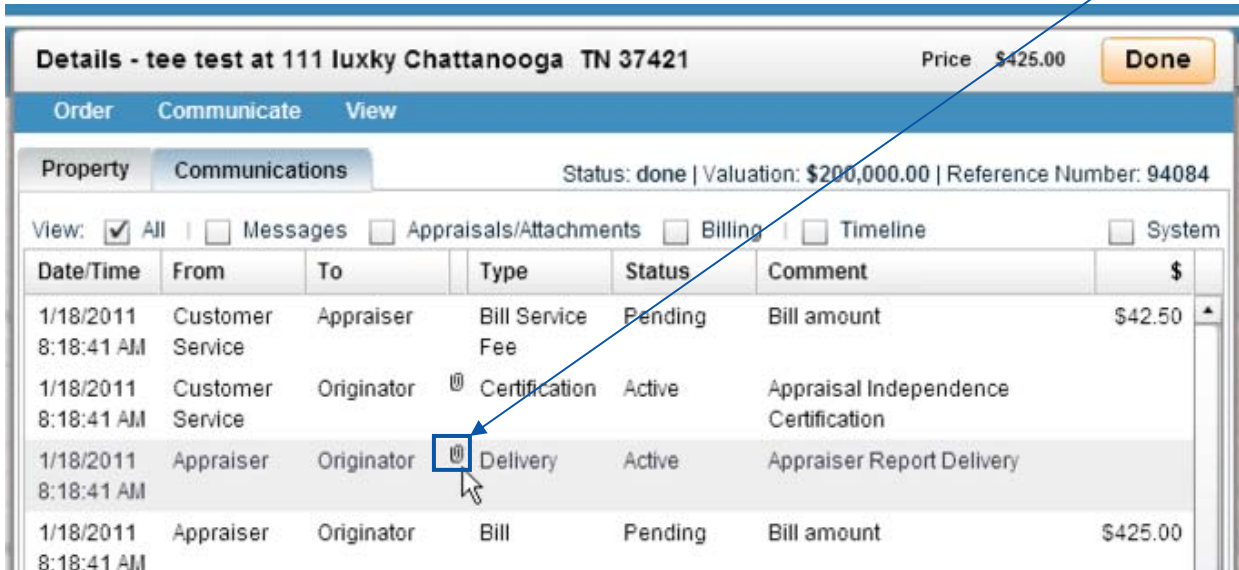 Details - tee test at 111 luxky Chattanooga TN 37421 Price $425.00 Done
Order Communicate View
Property Communications Status: done | Valuation: $200,000.00 | Reference Number: 94084
View: All | Messages Appraisals/Attachments Billing | Timeline System
Date/Time From To Type Status Comment $
1/18/2011 Customer Appraiser Bill Service Pending Bill amount $42.50
8:18:41 AM Service Fee
1/18/2011 Customer Originator Certification Active Appraisal Independence
8:18:41 AM Service Certification
1/18/2011 Appraiser Originator Delivery Active Appraiser Report Delivery
8:18:41 AM
1/18/2011 Appraiser Originator Bill Pending Bill amount $425.00
8:18:41 AM